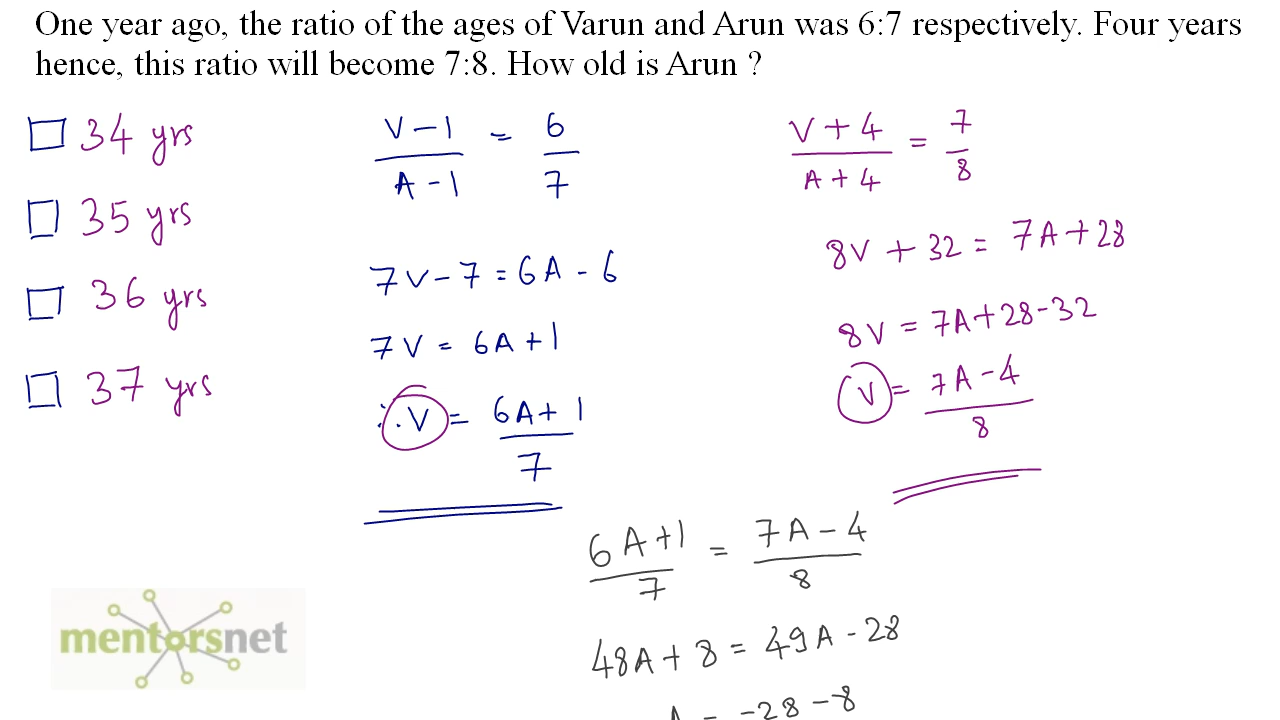 One year ago, the ratio of the ages of Varun and Arun was 6:7 respectively. Four years
hence, this ratio will become 7:8. How old is Arun ?
34 yrs
35 yrs
36 yrs
37 yrs
V-1 / A-1 = 6/7
7V-7=6A-6
7V = 6A+1
∴V = 6A+1 / 7
V+4 / A+4 = 7/8
8V + 32 = 7A+28
8V = 7A+28-32
V = 7A-4 / 8
6A+1 / 7 = 7A-4 / 8
48A+8 = 49A-28
A = -28-8
mentorsnet